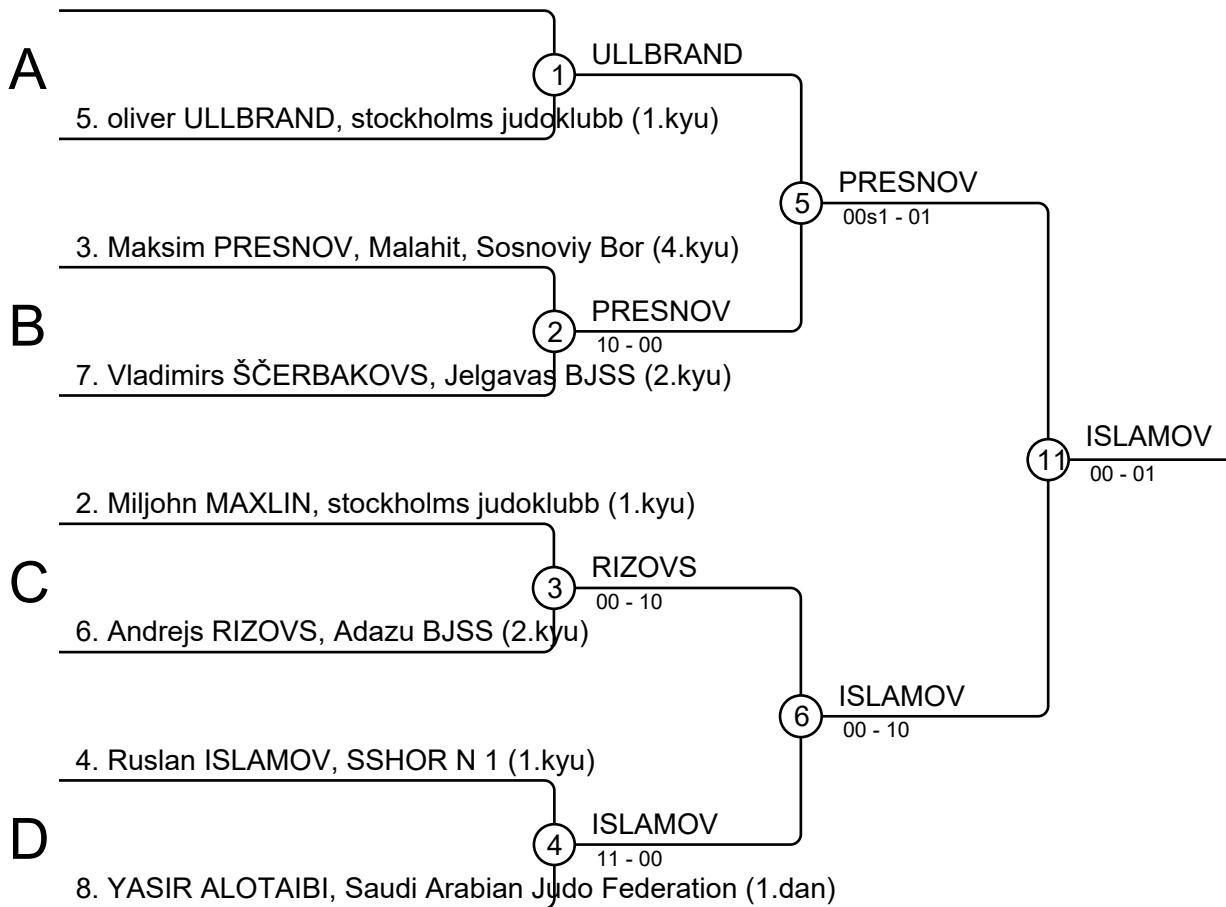 ULLBRAND
A
1
5. oliver ULLBRAND, stockholms judoklubb (1.kyu)
PRESNOV
5
00s1 - 01
3. Maksim PRESNOV, Malahit, Sosnoviy Bor (4.kyu)
PRESNOV
B
2
10 - 00
7. Vladimirs ŠČERBAKOVS, Jelgavas BJSS (2.kyu)
ISLAMOV
11
00 - 01
2. Miljohn MAXLIN, stockholms judoklubb (1.kyu)
RIZOVS
C
3
00 - 10
6. Andrejs RIZOVS, Adazu BJSS (2.kyu)
ISLAMOV
6
00 - 10
4. Ruslan ISLAMOV, SSHOR N 1 (1.kyu)
ISLAMOV
D
4
11 - 00
8. YASIR ALOTAIBI, Saudi Arabian Judo Federation (1.dan)